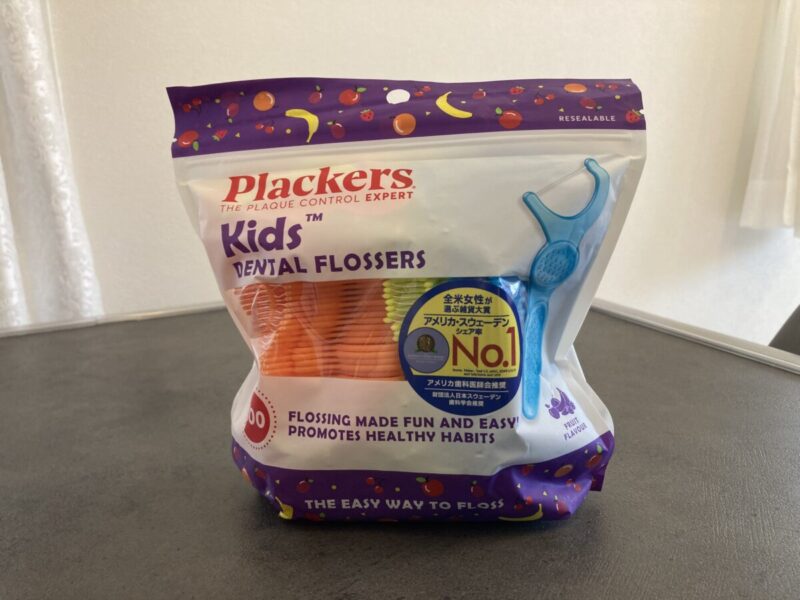 RESEALABLE
Plackers
THE PLAQUE CONTROL EXPERT
Kids™
DENTAL FLOSSERS
全米女性が
選ぶ雑貨大賞
アメリカ・スウェーデン
シェア率
No.1
アメリカ歯科医師会推奨
財団法人日本スウェーデン
歯科学会推奨
FLOSSING MADE FUN AND EASY!
PROMOTES HEALTHY HABITS
FRUIT
FLAVOUR
THE EASY WAY TO FLOSS